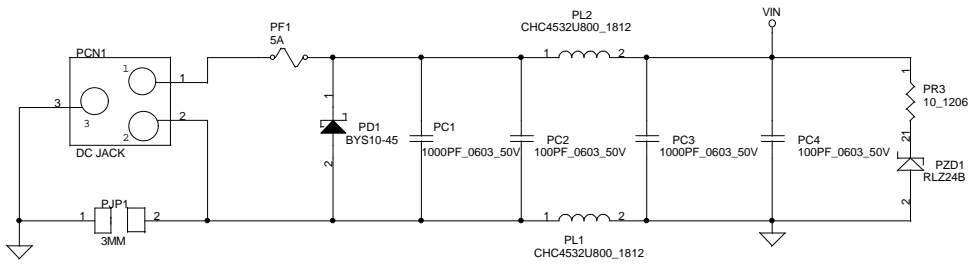 PL2
CHC4532U800_1812
VIN
PF1
5A
PCN1
1
1
2
1
3
3
2
2
DC JACK
1
2
1
PR3
10_1206
1
2
PD1
BYS10-45
PC1
1000PF_0603_50V
PC2
100PF_0603_50V
PC3
1000PF_0603_50V
PC4
100PF_0603_50V
21
PZD1
RLZ24B
2
PJP1
1
2
3MM
1
2
PL1
CHC4532U800_1812